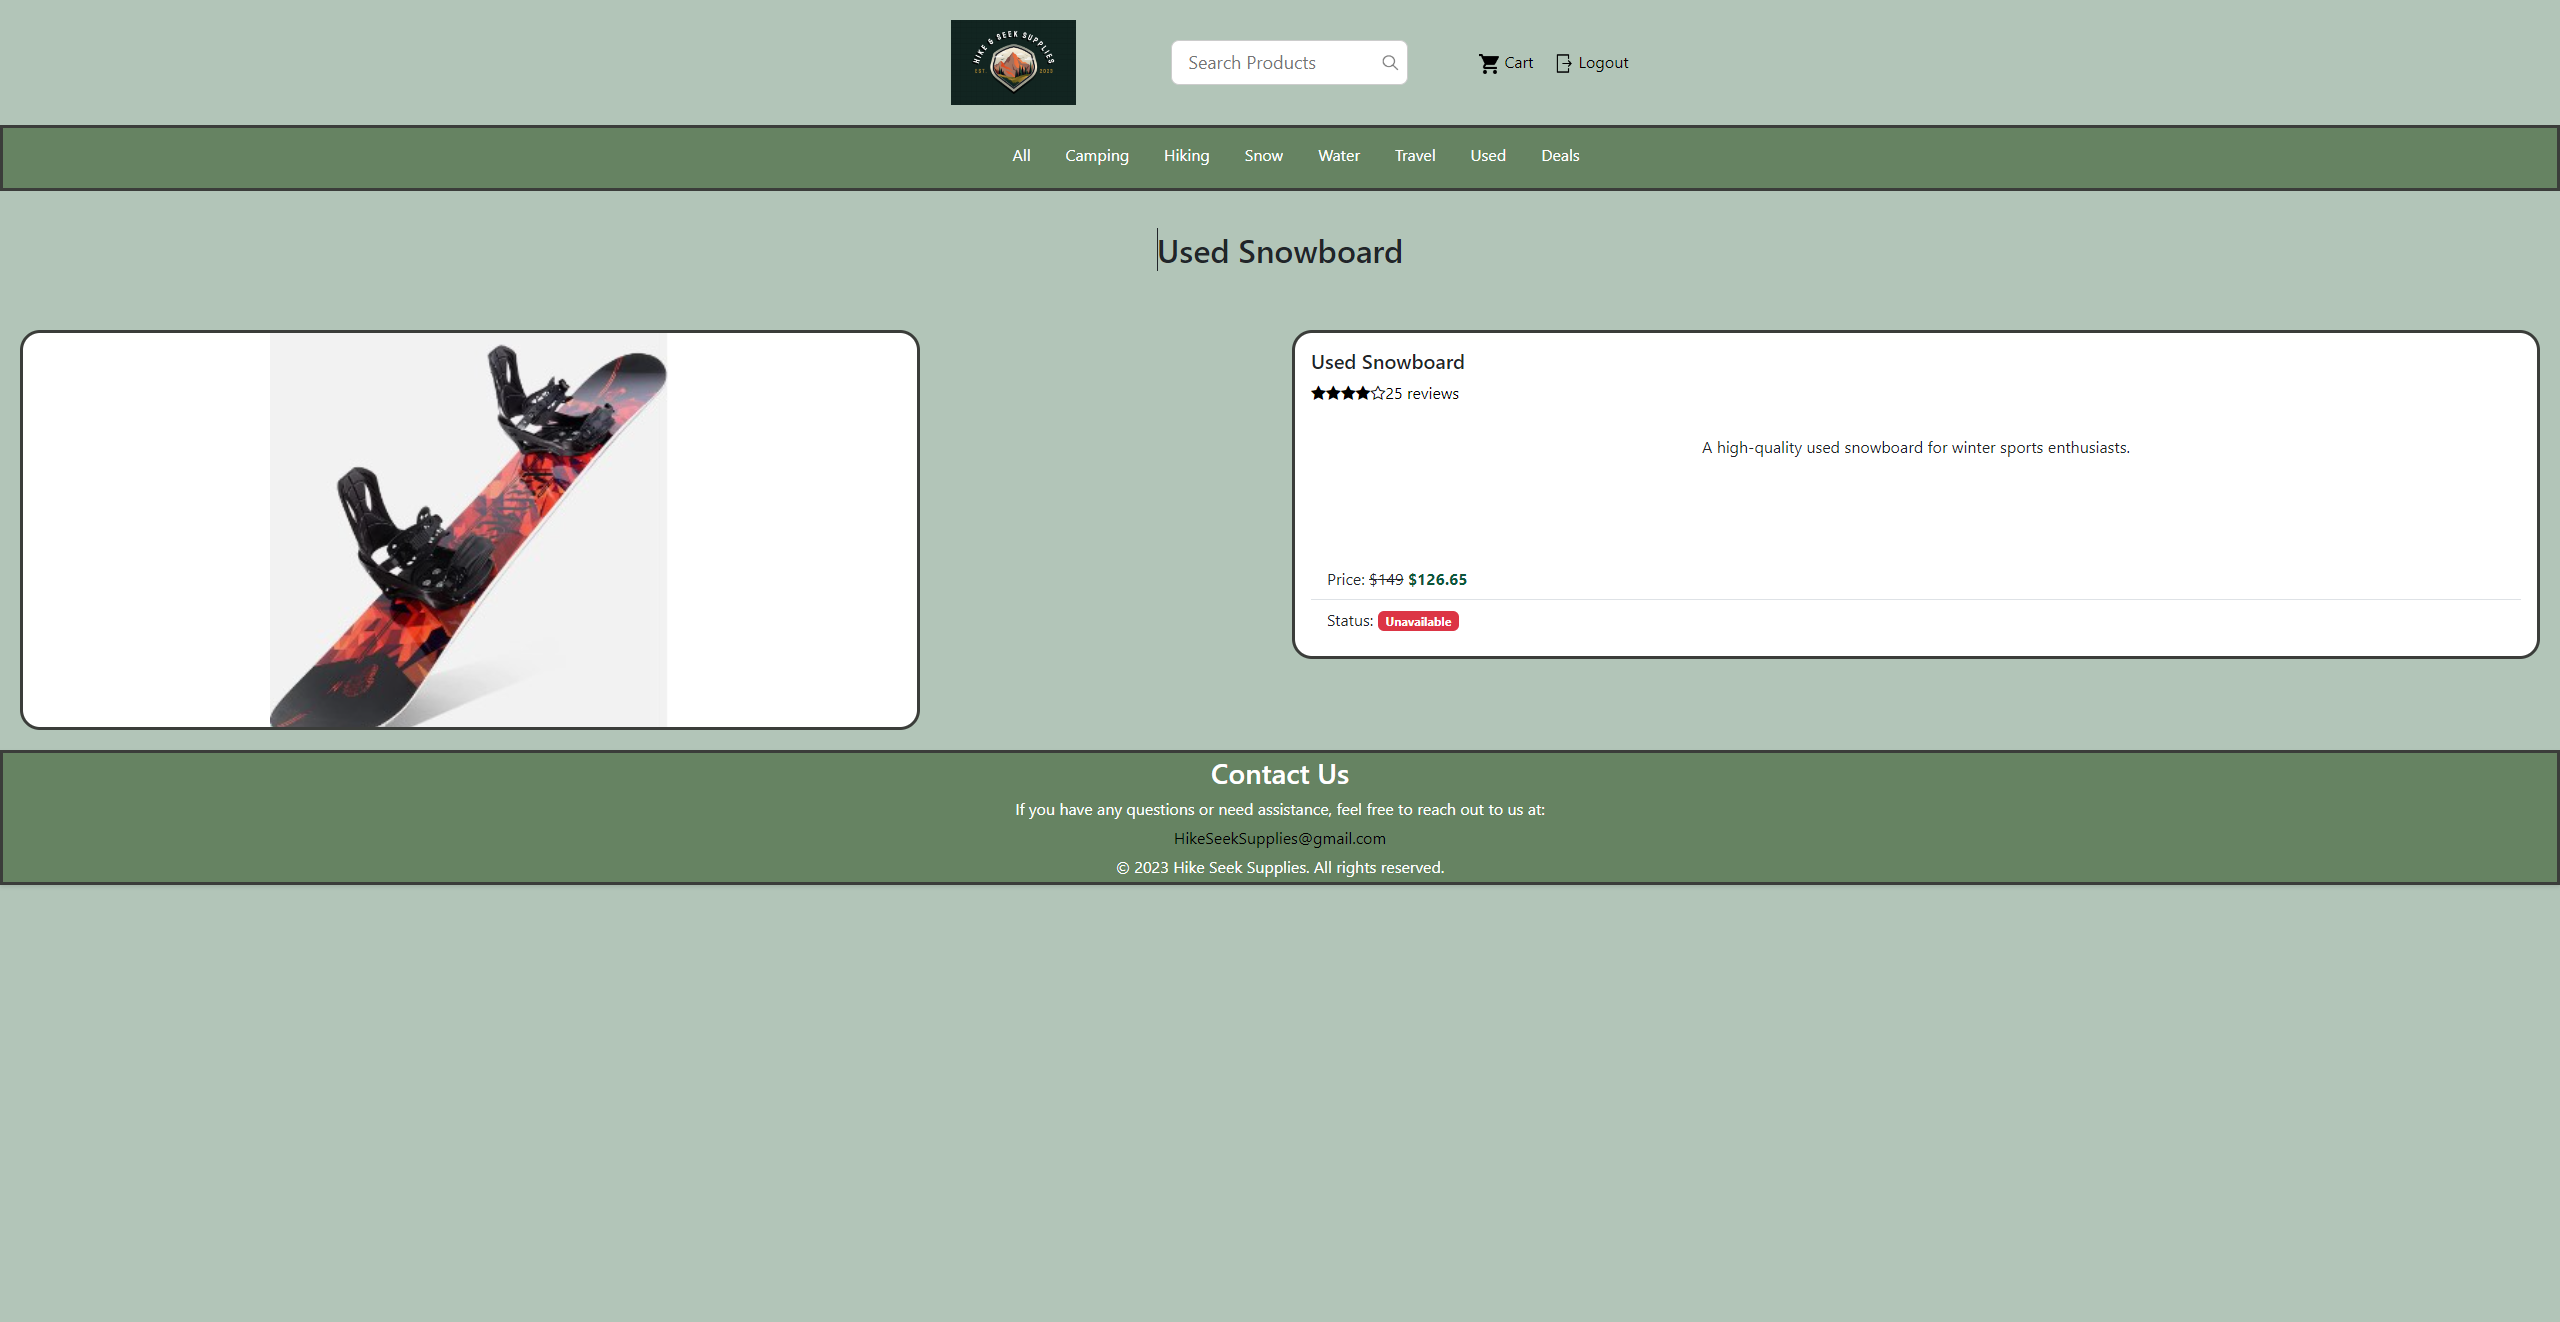 HIKE & SEEK SUPPLIES
EST. 2023
Search Products
Cart
Logout
All Camping Hiking Snow Water Travel Used Deals
Used Snowboard
Used Snowboard
25 reviews
A high-quality used snowboard for winter sports enthusiasts.
Price: $149 $126.65
Status: Unavailable
Contact Us
If you have any questions or need assistance, feel free to reach out to us at:
HikeSeekSupplies@gmail.com
© 2023 Hike Seek Supplies. All rights reserved.